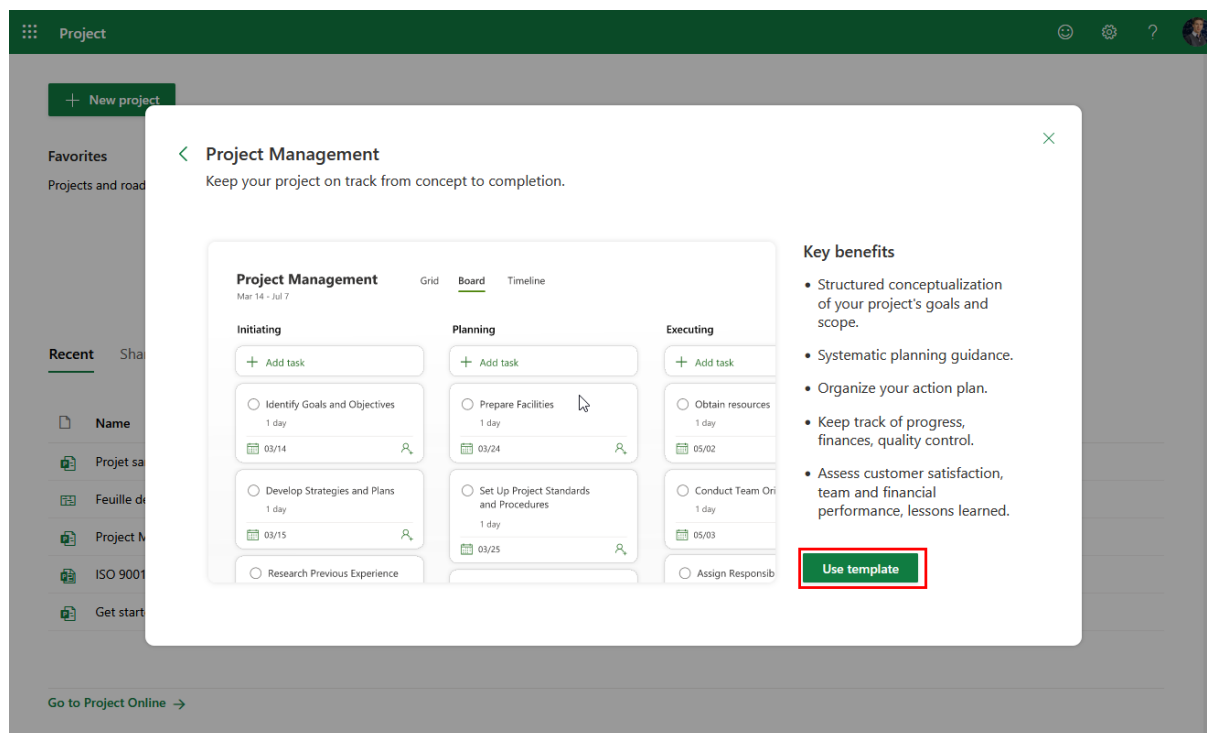 Project
?
New project
Favorites
Projects and road
Project Management
Keep your project on track from concept to completion.
Project Management
Grid Board Timeline
Mar 14 - Jul 7
Initiating Planning Executing
Add task Add task Add task
Identify Goals and Objectives Prepare Facilities Obtain resources
1 day 1 day 1 day
03/14 03/24 05/02
Develop Strategies and Plans Set Up Project Standards Conduct Team Ori
and Procedures
1 day 1 day 1 day
03/15 03/25 05/03
Research Previous Experience Assign Responsib
Key benefits
• Structured conceptualization
of your project's goals and
scope.
• Systematic planning guidance.
• Organize your action plan.
• Keep track of progress,
finances, quality control.
• Assess customer satisfaction,
team and financial
performance, lessons learned.
Use template
Recent Shar
Name
Projet sa
Feuille de
Project M
ISO 9001
Get start
Go to Project Online →